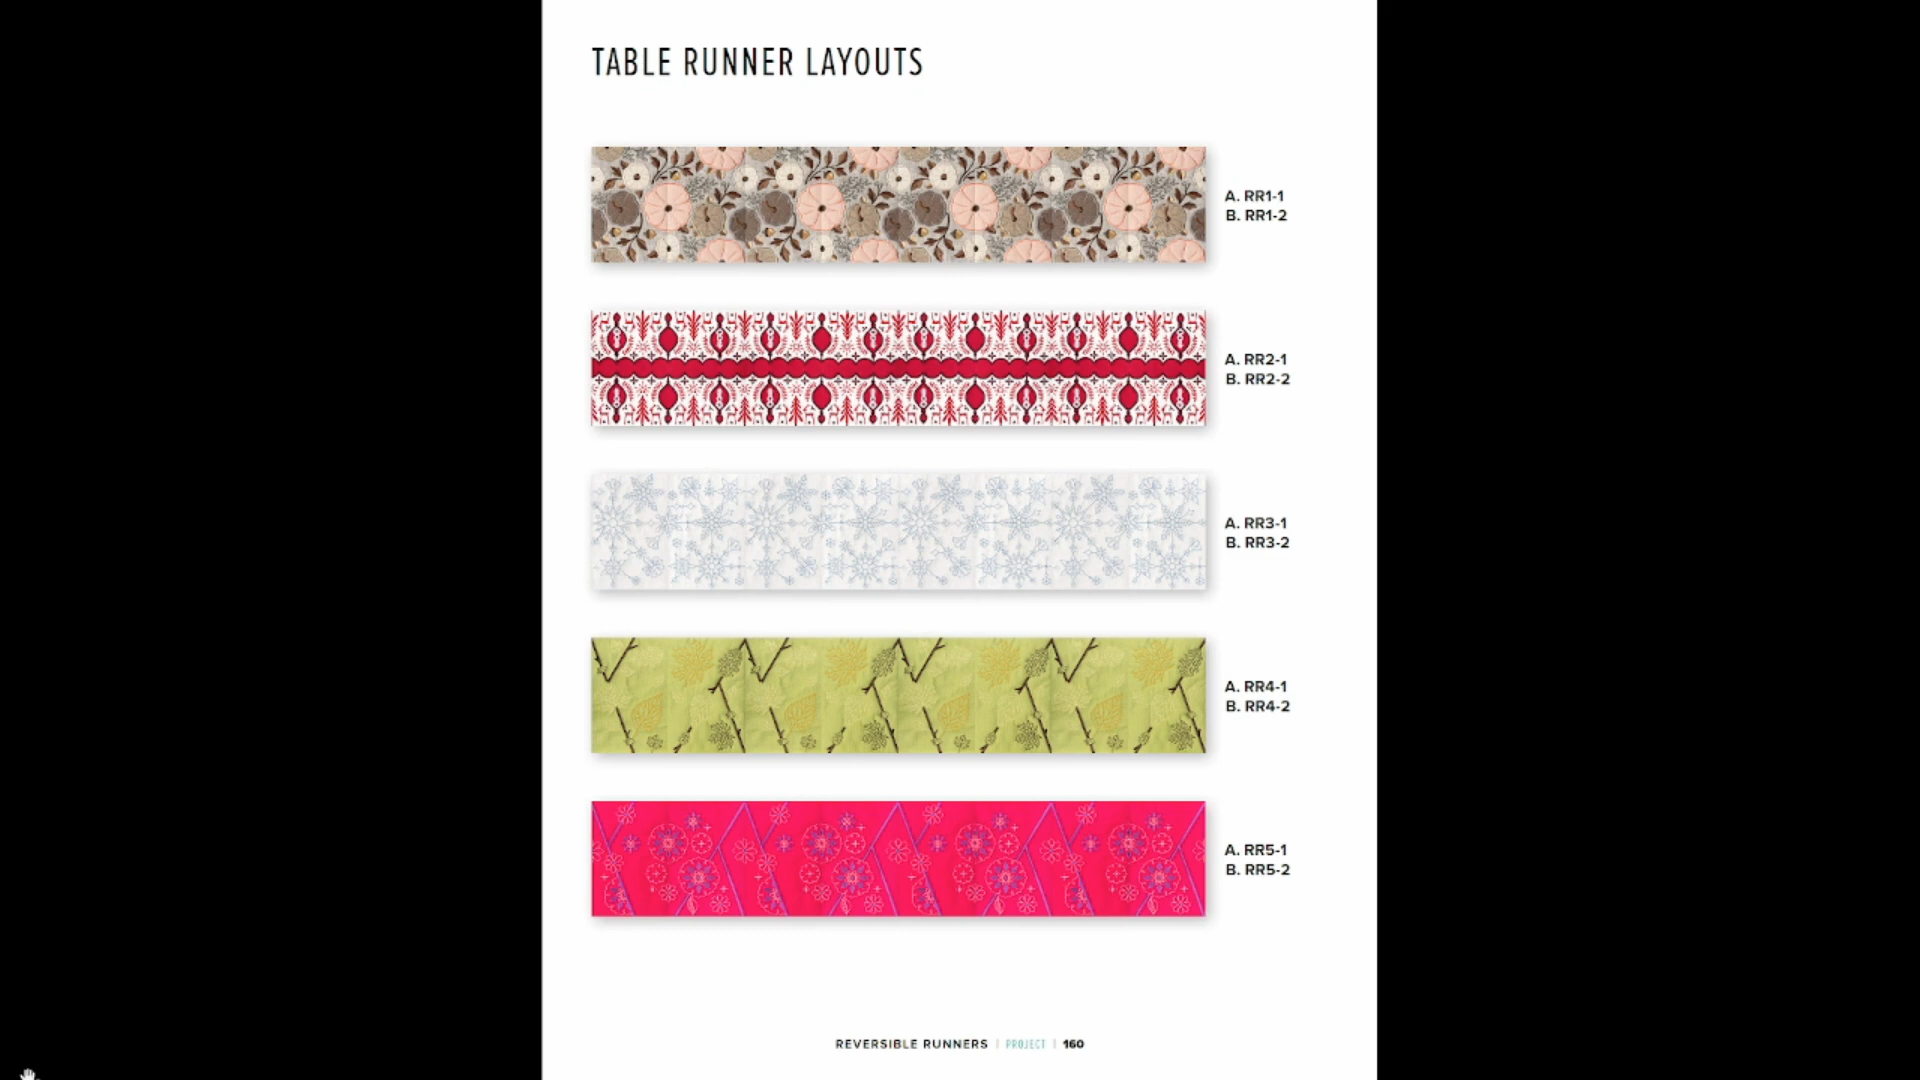 TABLE RUNNER LAYOUTS
A. RR1-1
B. RR1-2
A. RR2-1
B. RR2-2
A. RR3-1
B. RR3-2
A. RR4-1
B. RR4-2
A. RR5-1
B. RR5-2
REVERSIBLE RUNNERS | PROJECT | 160